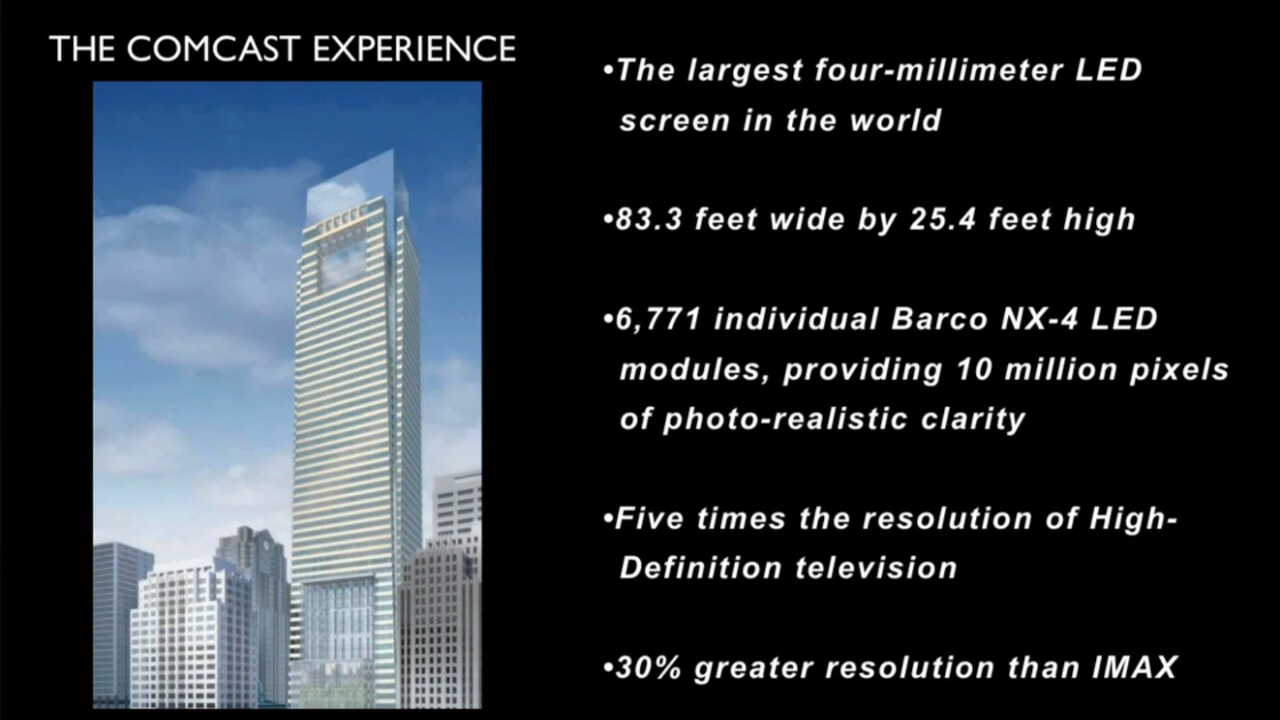 THE COMCAST EXPERIENCE
•The largest four-millimeter LED
screen in the world
•83.3 feet wide by 25.4 feet high
•6,771 individual Barco NX-4 LED
modules, providing 10 million pixels
of photo-realistic clarity
•Five times the resolution of High-
Definition television
•30% greater resolution than IMAX